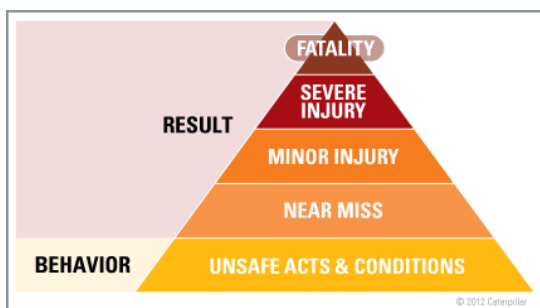 FATALITY
SEVERE
INJURY
RESULT
MINOR INJURY
NEAR MISS
BEHAVIOR
UNSAFE ACTS & CONDITIONS
© 2012 Caterpillar